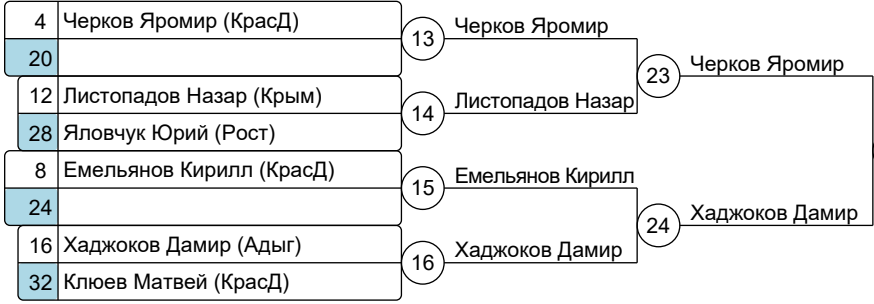 4 Черков Яромир (КрасД)
20
12 Листопадов Назар (Крым)
28 Яловчук Юрий (Рост)
8 Емельянов Кирилл (КрасД)
24
16 Хаджоков Дамир (Адыг)
32 Клюев Матвей (КрасД)
13 Черков Яромир
14 Листопадов Назар
15 Емельянов Кирилл
16 Хаджоков Дамир
23 Черков Яромир
24 Хаджоков Дамир